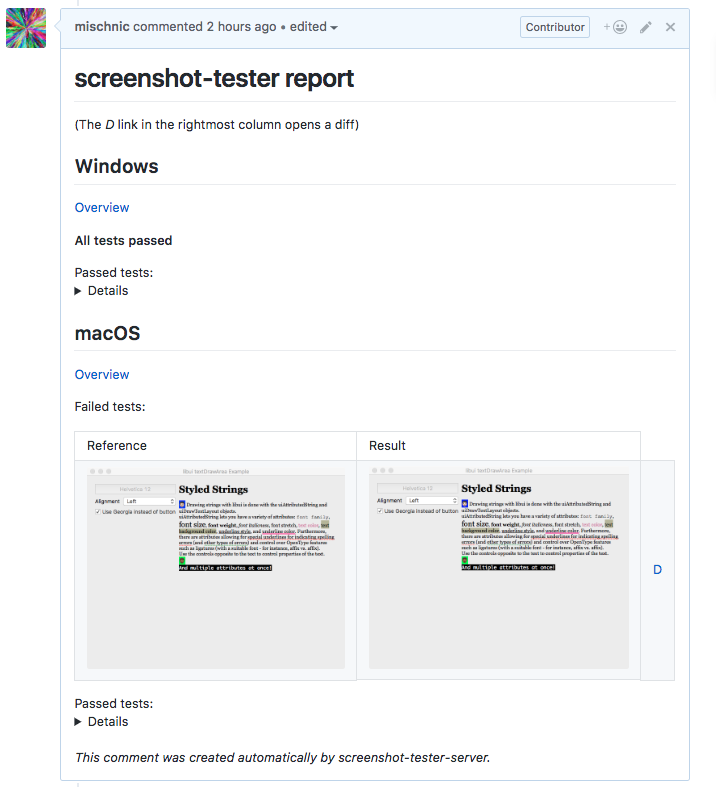 mischnic commented 2 hours ago • edited
Contributor
screenshot-tester report
(The D link in the rightmost column opens a diff)
Windows
Overview
All tests passed
Passed tests:
Details
macOS
Overview
Failed tests:
Reference
Result
libui textDrawArea Example
Helvetica 12
Alignment Left
Use Georgia instead of button
Styled Strings
Drawing strings with libui is done with the uiAttributedString and
uiDrawTextLayout objects.
uiAttributedString lets you have a variety of attributes: font family,
font size, font weight, font italicness, font stretch, text color, text
background color, underline style, and underline color. Furthermore,
there are attributes allowing for special underlines for indicating spelling
errors (and other types of errors) and control over OpenType features
such as ligatures (with a suitable font - for instance, affix vs. affix).
Use the controls opposite to the text to control properties of the text.
And multiple attributes at once!
libui textDrawArea Example
Helvetica 12
Alignment Left
Use Georgia instead of button
Styled Strings
Drawing strings with libui is done with the uiAttributedString and
uiDrawTextLayout objects.
uiAttributedString lets you have a variety of attributes: font family,
font size, font weight, font italicness, font stretch, text color, text
background color, underline style, and underline color. Furthermore,
there are attributes allowing for special underlines for indicating spelling
errors (and other types of errors) and control over OpenType features
such as ligatures (with a suitable font - for instance, affix vs. affix).
Use the controls opposite to the text to control properties of the text.
And multiple attributes at once!
D
Passed tests:
Details
This comment was created automatically by screenshot-tester-server.